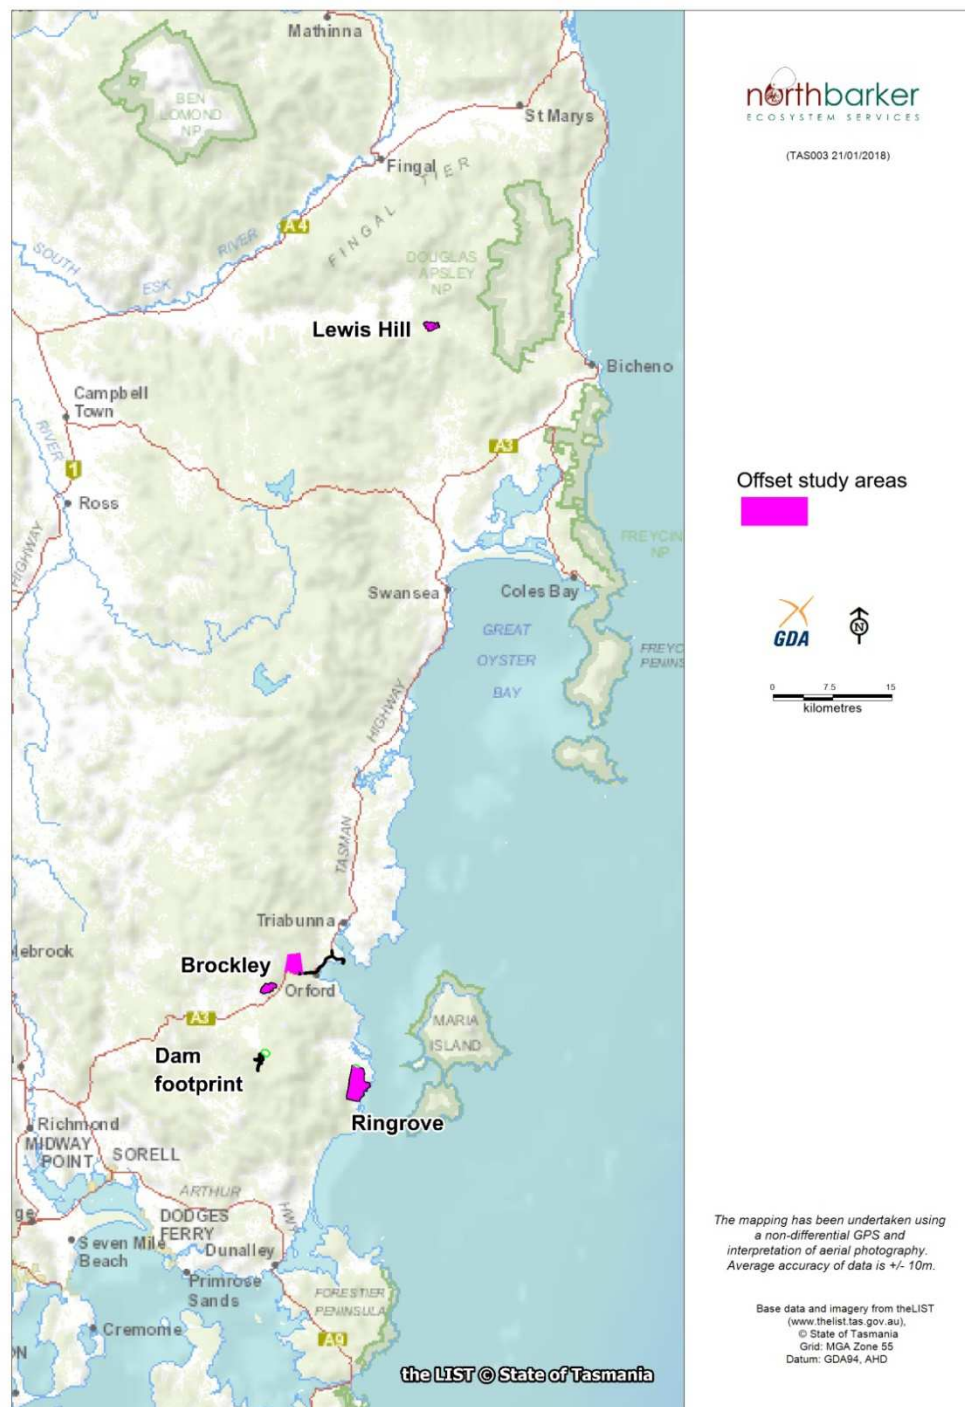 Mathinna
BEN
LOMOND
NP
St Marys
Fingal
FINGAL TIER
A4
SOUTH ESK RIVER
DOUGLAS
APSLEY
NP
Lewis Hill
Bicheno
Campbell
Town
RIVER
A3
1
Ross
HIGHWAY
FREYCIN
NP
Swansea
Coles Bay
GREAT
OYSTER
BAY
FREYC
PENINS
TASMAN HIGHWAY
Triabunna
lebrook
Brockley
Orford
A3
MARIA
ISLAND
Dam
footprint
Ringrove
Richmond
MIDWAY
POINT
SORELL
ARTHUR HWY
ge
DODGES
FERRY
Seven Mile
Beach
Dunalley
Primrose
Sands
FORESTIER
PENINSULA
Cremorne
A9
ON
the LIST © State of Tasmania
northbarker
ECOSYSTEM SERVICES
(TAS003 21/01/2018)
Offset study areas
GDA
N
0 7.5 15
kilometres
The mapping has been undertaken using
a non-differential GPS and
interpretation of aerial photography.
Average accuracy of data is +/- 10m.
Base data and imagery from theLIST
(www.thelist.tas.gov.au),
© State of Tasmania
Grid: MGA Zone 55
Datum: GDA94, AHD